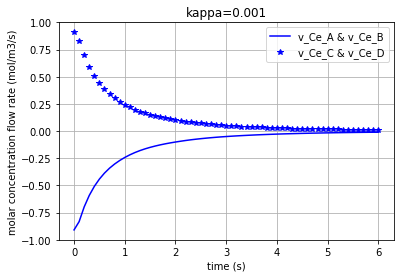 kappa=0.001
molar concentration flow rate (mol/m3/s)
1.00
0.75
0.50
0.25
0.00
−0.25
−0.50
−0.75
−1.00
v_Ce_A & v_Ce_B
v_Ce_C & v_Ce_D
0 1 2 3 4 5 6
time (s)